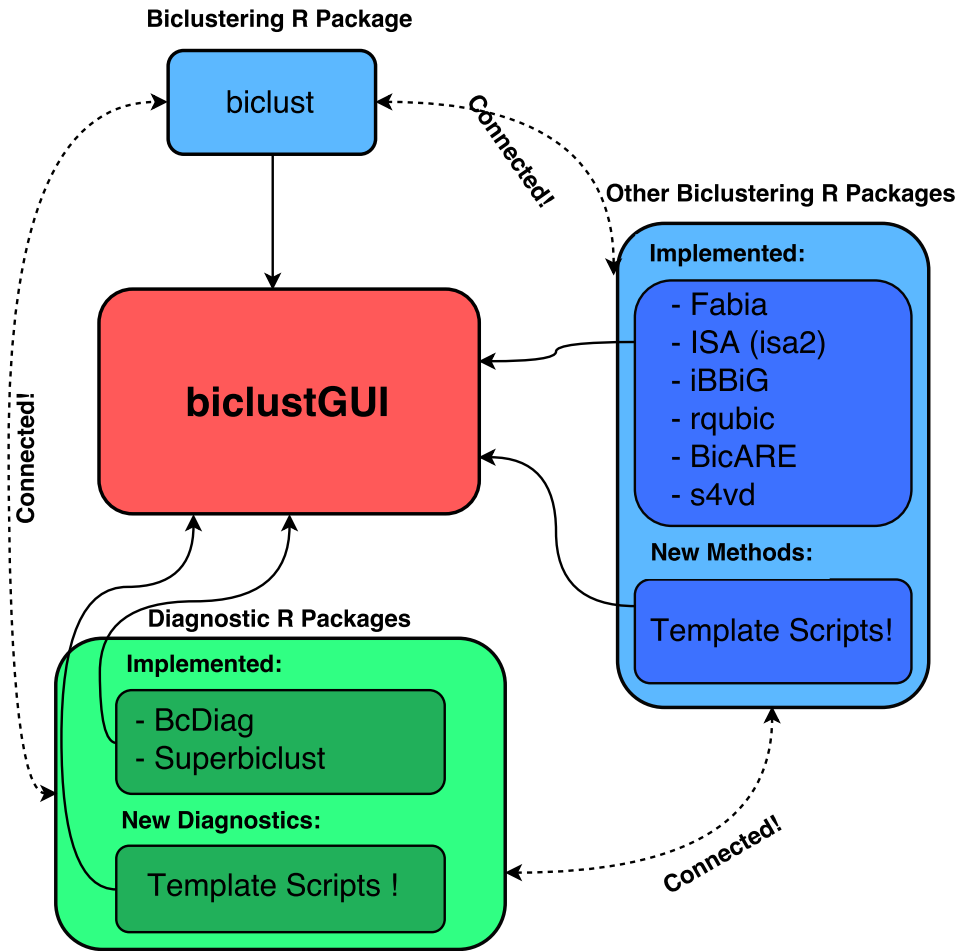 Biclustering R Package
biclust
Connected!
Other Biclustering R Packages
Implemented:
- Fabia
- ISA (isa2)
- iBBiG
- rqubic
- BicARE
- s4vd
New Methods:
Template Scripts!
biclustGUI
Connected!
Diagnostic R Packages
Implemented:
- BcDiag
- Superbiclust
New Diagnostics:
Template Scripts !
Connected!